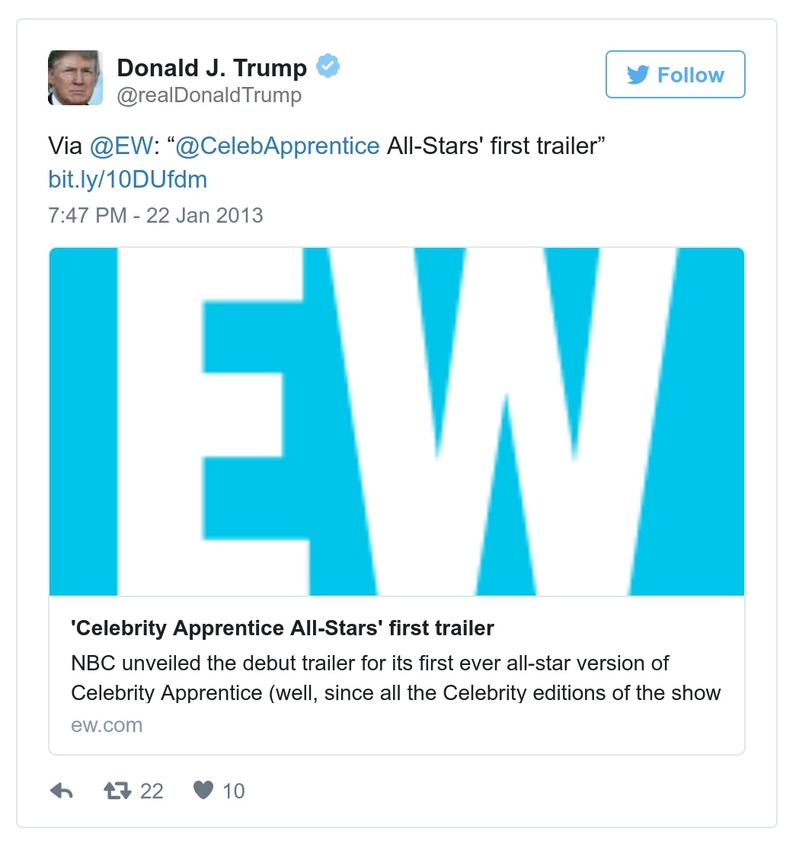 Donald J. Trump
@realDonaldTrump
Follow
Via @EW: “@CelebApprentice All-Stars' first trailer”
bit.ly/10DUfdm
7:47 PM - 22 Jan 2013
EW
'Celebrity Apprentice All-Stars' first trailer
NBC unveiled the debut trailer for its first ever all-star version of
Celebrity Apprentice (well, since all the Celebrity editions of the show
ew.com
22 10